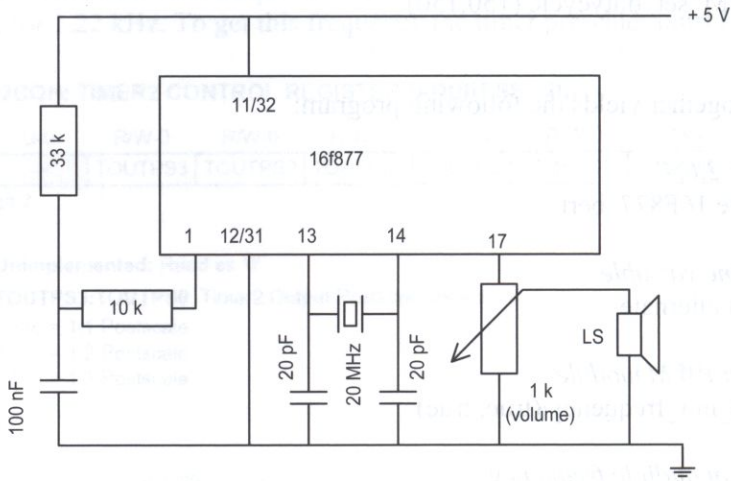 + 5 V
11/32
16f877
33 k
1
12/31
13
14
17
10 k
20 pF
20 MHz
20 pF
LS
1 k
(volume)
100 nF